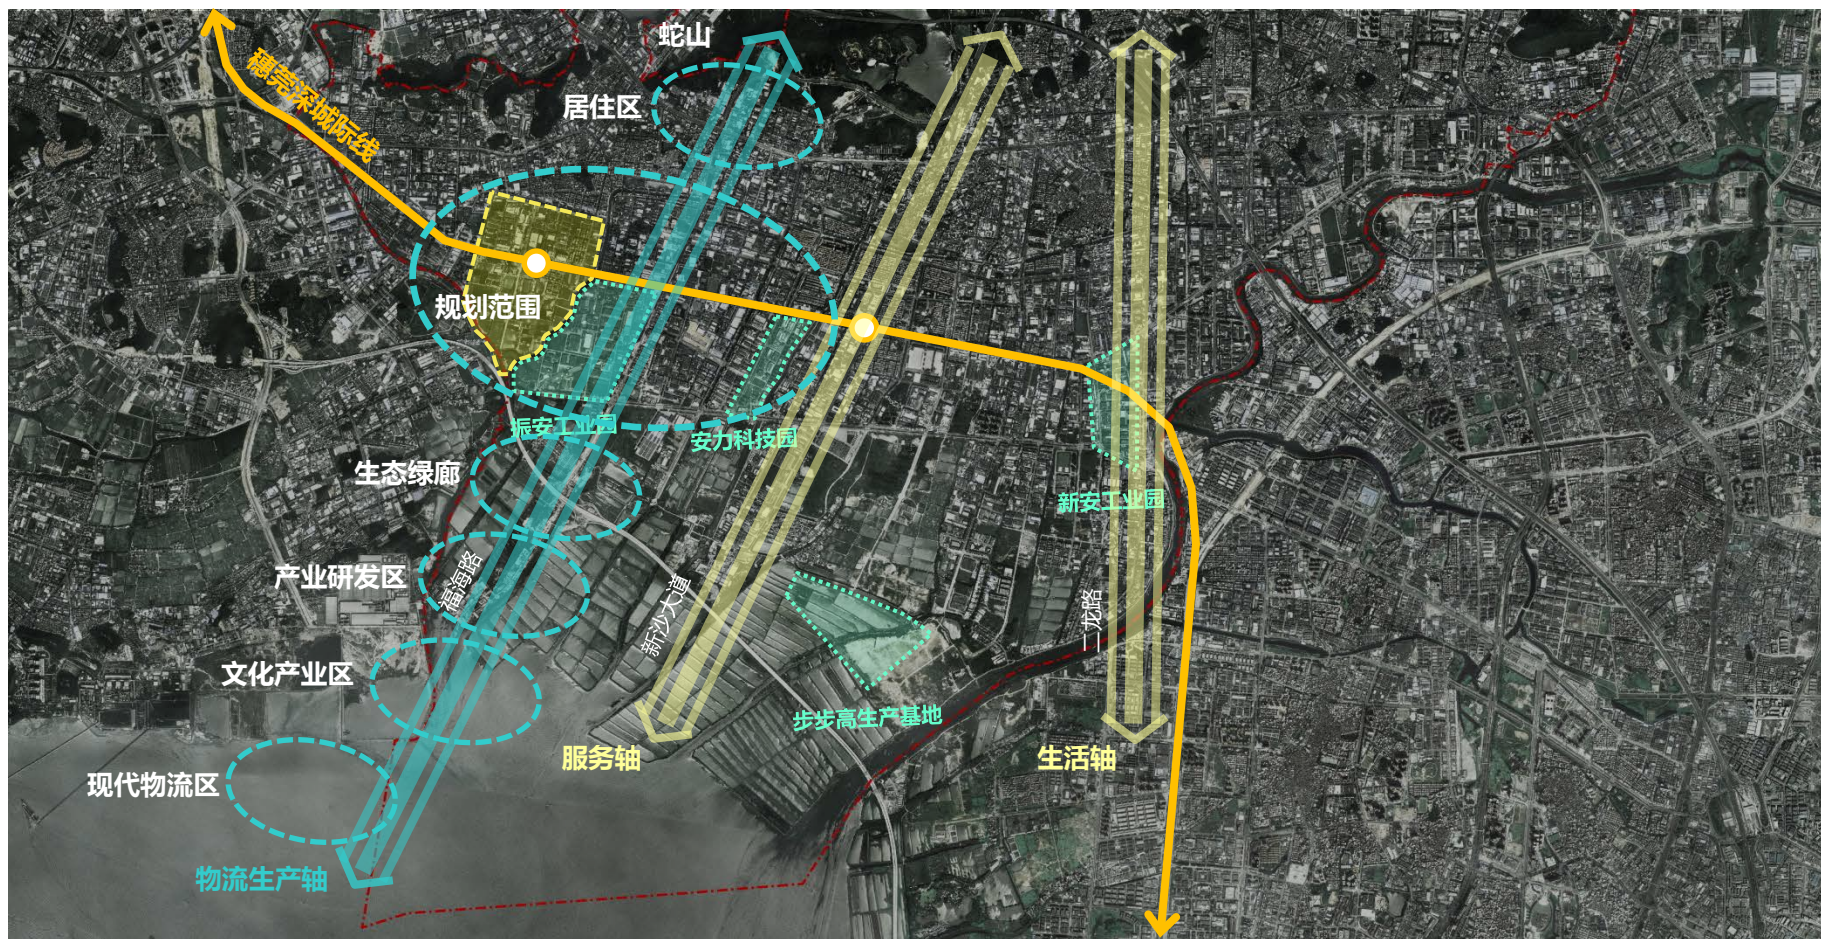 蛇山
穗莞深城际线
居住区
规划范围
振安工业园
安力科技园
生态绿廊
新安工业园
产业研发区
福海路
新沙大道
二龙路
文化产业区
步步高生产基地
服务轴
生活轴
现代物流区
物流生产轴